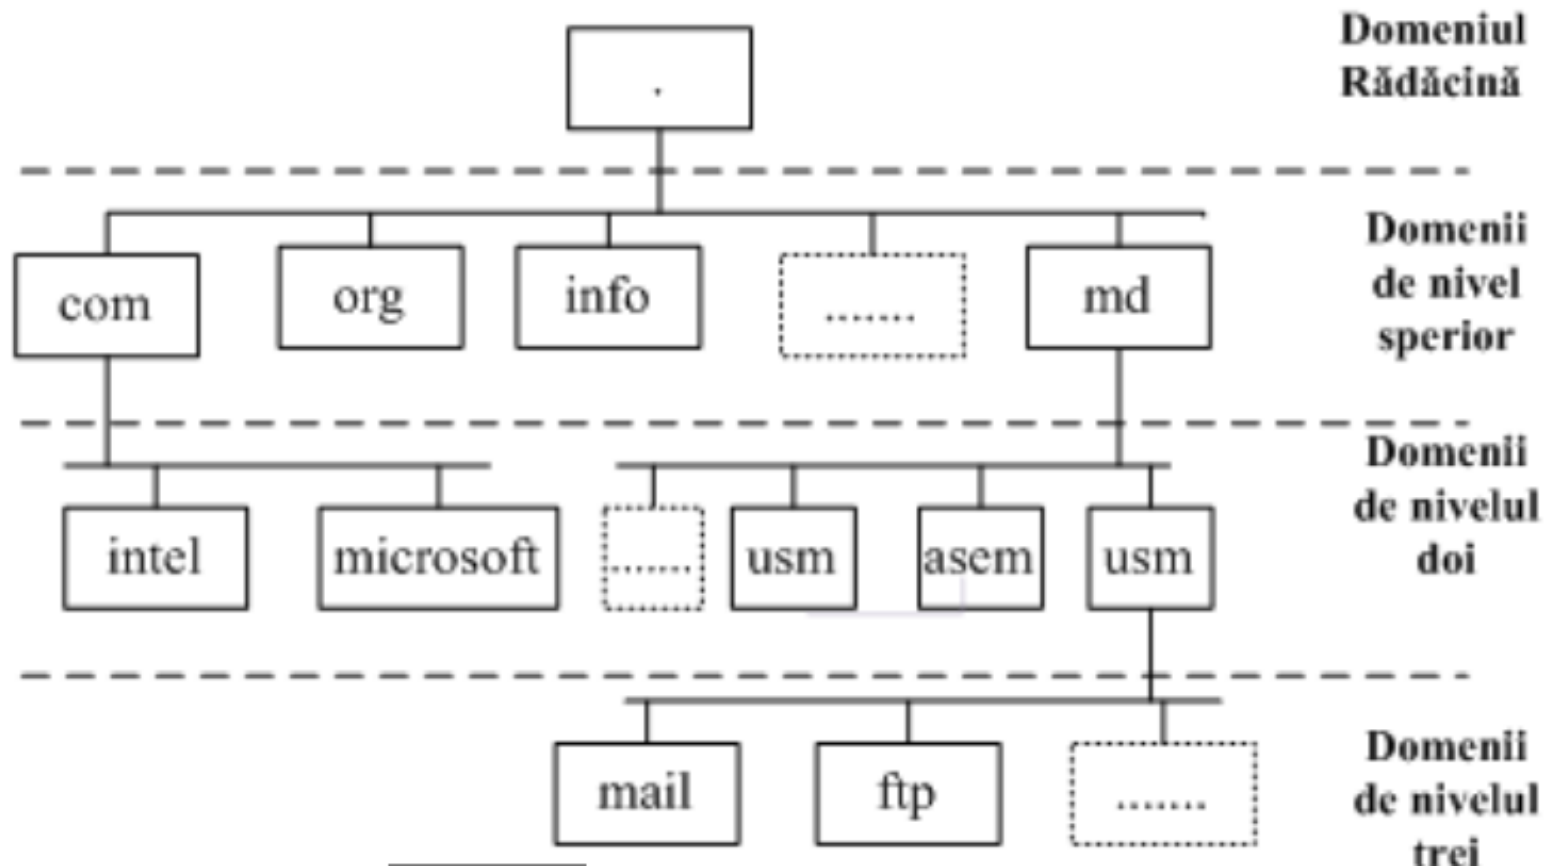 .
Domeniul
Rădăcină
com
org
info
.......
md
Domenii
de nivel
sperior
intel
microsoft
......
usm
asem
usm
Domenii
de nivelul
doi
mail
ftp
.......
Domenii
de nivelul
trei